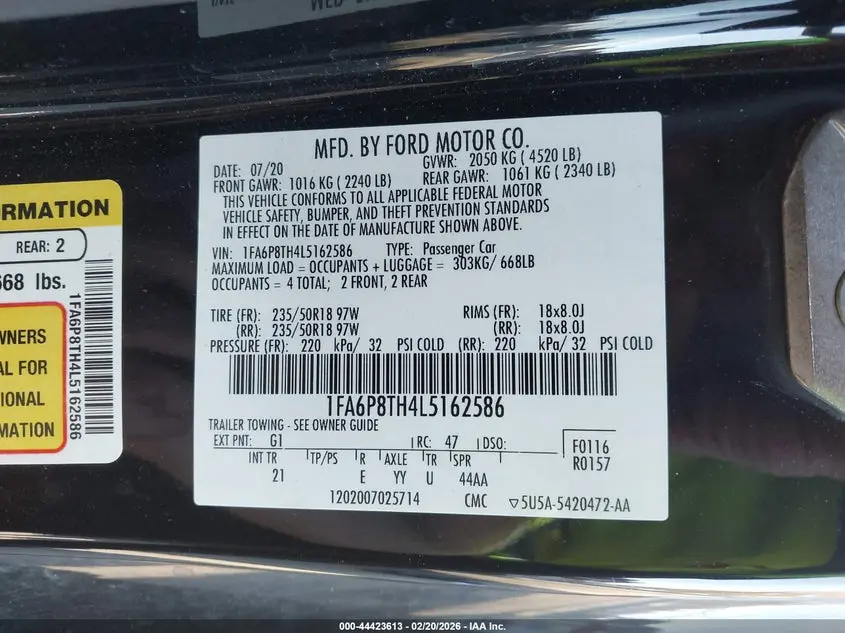 MFD. BY FORD MOTOR CO.
DATE: 07/20 GVWR: 2050 KG ( 4520 LB)
FRONT GAWR: 1016 KG ( 2240 LB) REAR GAWR: 1061 KG ( 2340 LB)
THIS VEHICLE CONFORMS TO ALL APPLICABLE FEDERAL MOTOR
VEHICLE SAFETY, BUMPER, AND THEFT PREVENTION STANDARDS
IN EFFECT ON THE DATE OF MANUFACTURE SHOWN ABOVE.
VIN: 1FA6P8TH4L5162586 TYPE: Passenger Car
MAXIMUM LOAD = OCCUPANTS + LUGGAGE = 303KG/ 668LB
OCCUPANTS = 4 TOTAL; 2 FRONT, 2 REAR
TIRE (FR): 235/50R18 97W RIMS (FR): 18x8.0J
(RR): 235/50R18 97W (RR): 18x8.0J
PRESSURE (FR): 220 kPa/ 32 PSI COLD (RR): 220 kPa/ 32 PSI COLD
1FA6P8TH4L5162586
TRAILER TOWING - SEE OWNER GUIDE
EXT PNT: G1 RC: 47 DSO: F0116
R0157
INT TR TP/PS R AXLE TR SPR
21 E YY U 44AA
1202007025714 CMC ▽5U5A-5420472-AA
ORMATION
REAR: 2
668 lbs.
WNERS
AL FOR
IONAL
MATION
1FA6P8TH4L5162586
000-44423613 - 02/20/2026 - IAA Inc.